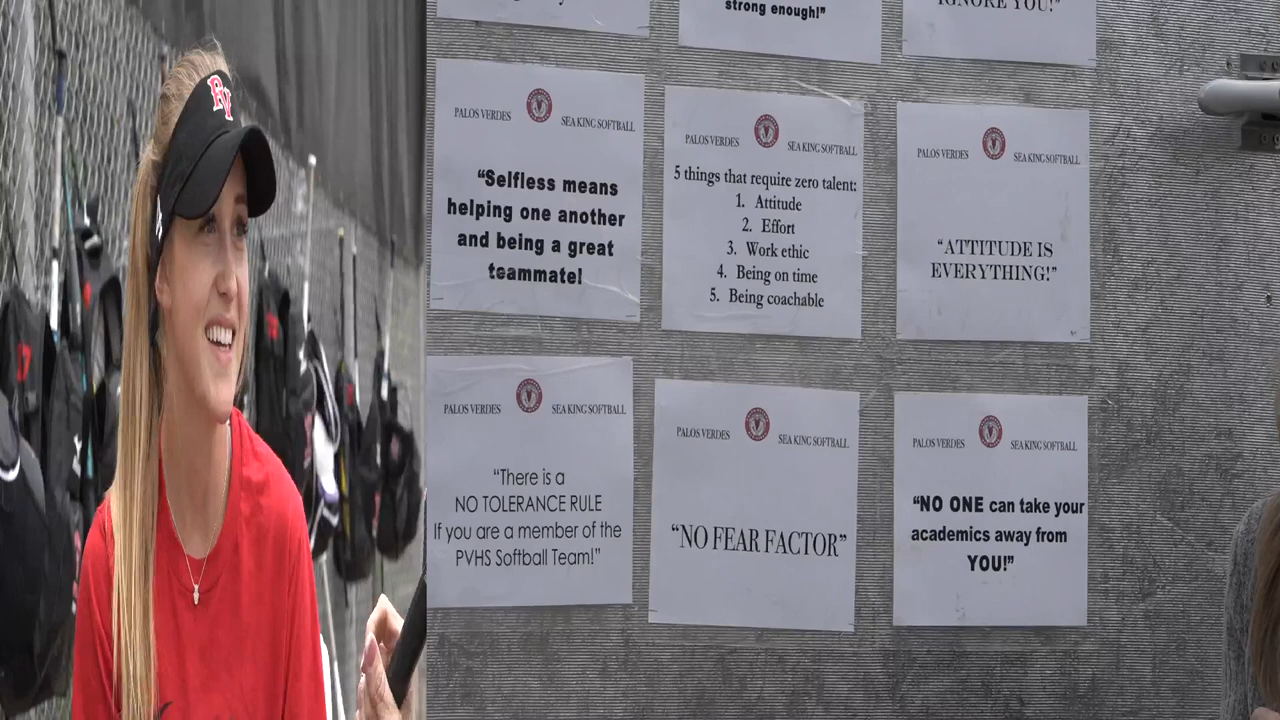 strong enough!"
IGNORE YOU!"
PV
PALOS VERDES SEA KING SOFTBALL
"Selfless means
helping one another
and being a great
teammate!
PALOS VERDES SEA KING SOFTBALL
5 things that require zero talent:
1. Attitude
2. Effort
3. Work ethic
4. Being on time
5. Being coachable
PALOS VERDES SEA KING SOFTBALL
"ATTITUDE IS
EVERYTHING!"
PALOS VERDES SEA KING SOFTBALL
"There is a
NO TOLERANCE RULE
If you are a member of the
PVHS Softball Team!"
PALOS VERDES SEA KING SOFTBALL
"NO FEAR FACTOR"
PALOS VERDES SEA KING SOFTBALL
"NO ONE can take your
academics away from
YOU!"